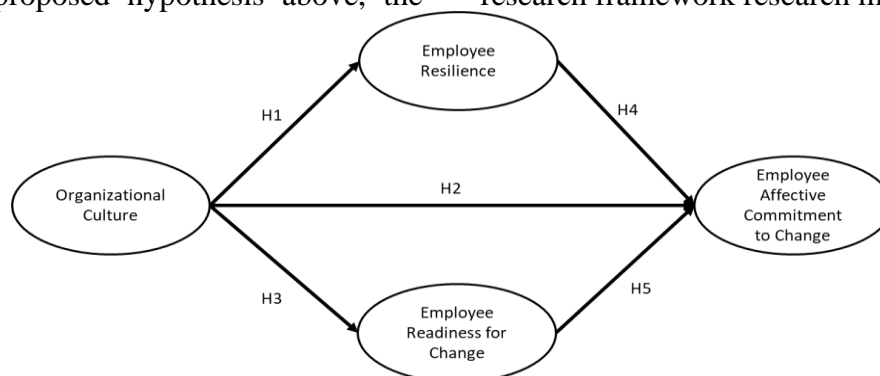 proposed hypothesis above, the research framework research
Employee
Resilience
H1
H4
Organizational
Culture
H2
Employee
Affective
Commitment
to Change
H3
H5
Employee
Readiness for
Change